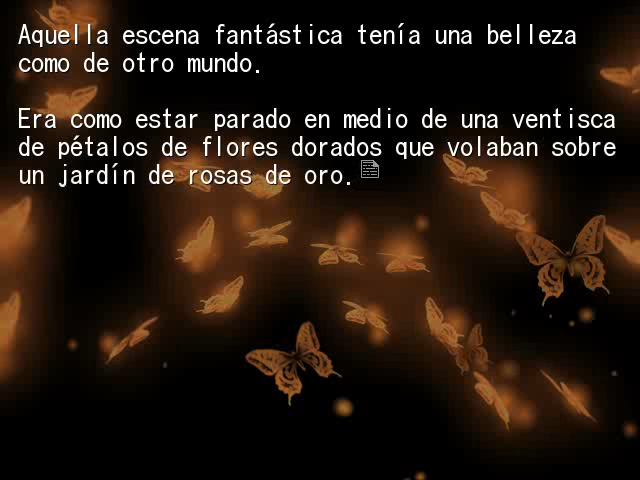 Aquella escena fantástica tenía una belleza
como de otro mundo.
Era como estar parado en medio de una ventisca
de pétalos de flores dorados que volaban sobre
un jardín de rosas de oro.